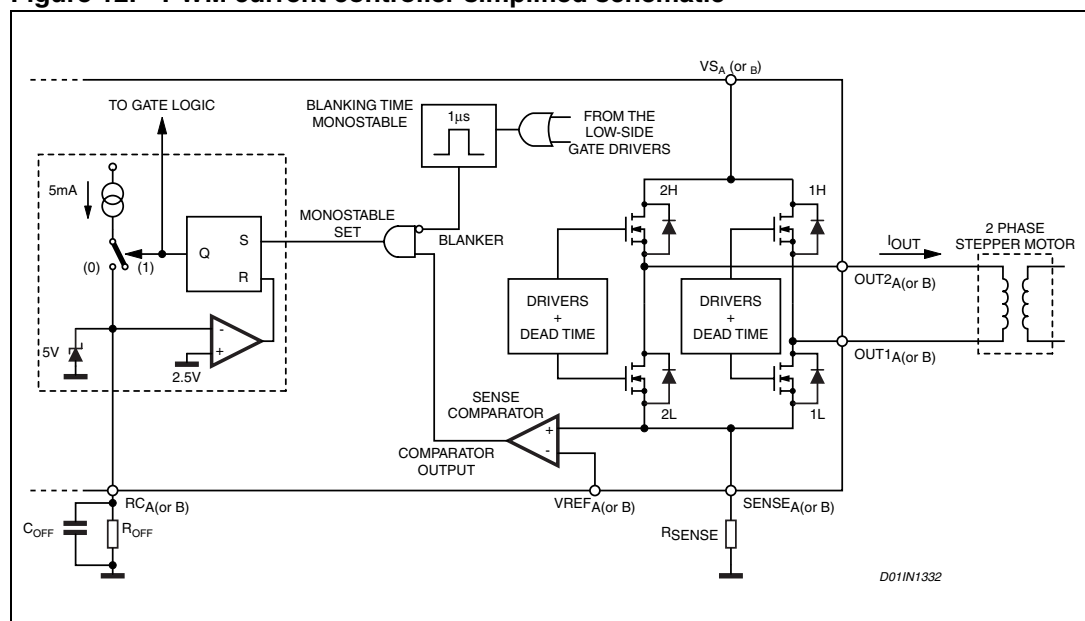 Figure 12. PWM current controller simplified schematic
VSA (or B)
TO GATE LOGIC
BLANKING TIME
MONOSTABLE
1μs
FROM THE
LOW-SIDE
GATE DRIVERS
5mA
2H
1H
MONOSTABLE
SET
BLANKER
IOUT
2 PHASE
STEPPER MOTOR
Q
S
R
(0)
(1)
OUT2A(or B)
DRIVERS
+
DEAD TIME
DRIVERS
+
DEAD TIME
OUT1A(or B)
5V
-
+
2.5V
2L
1L
SENSE
COMPARATOR
+
-
COMPARATOR
OUTPUT
RCA(or B)
VREFA(or B)
SENSEA(or B)
COFF
ROFF
RSENSE
D01IN1332